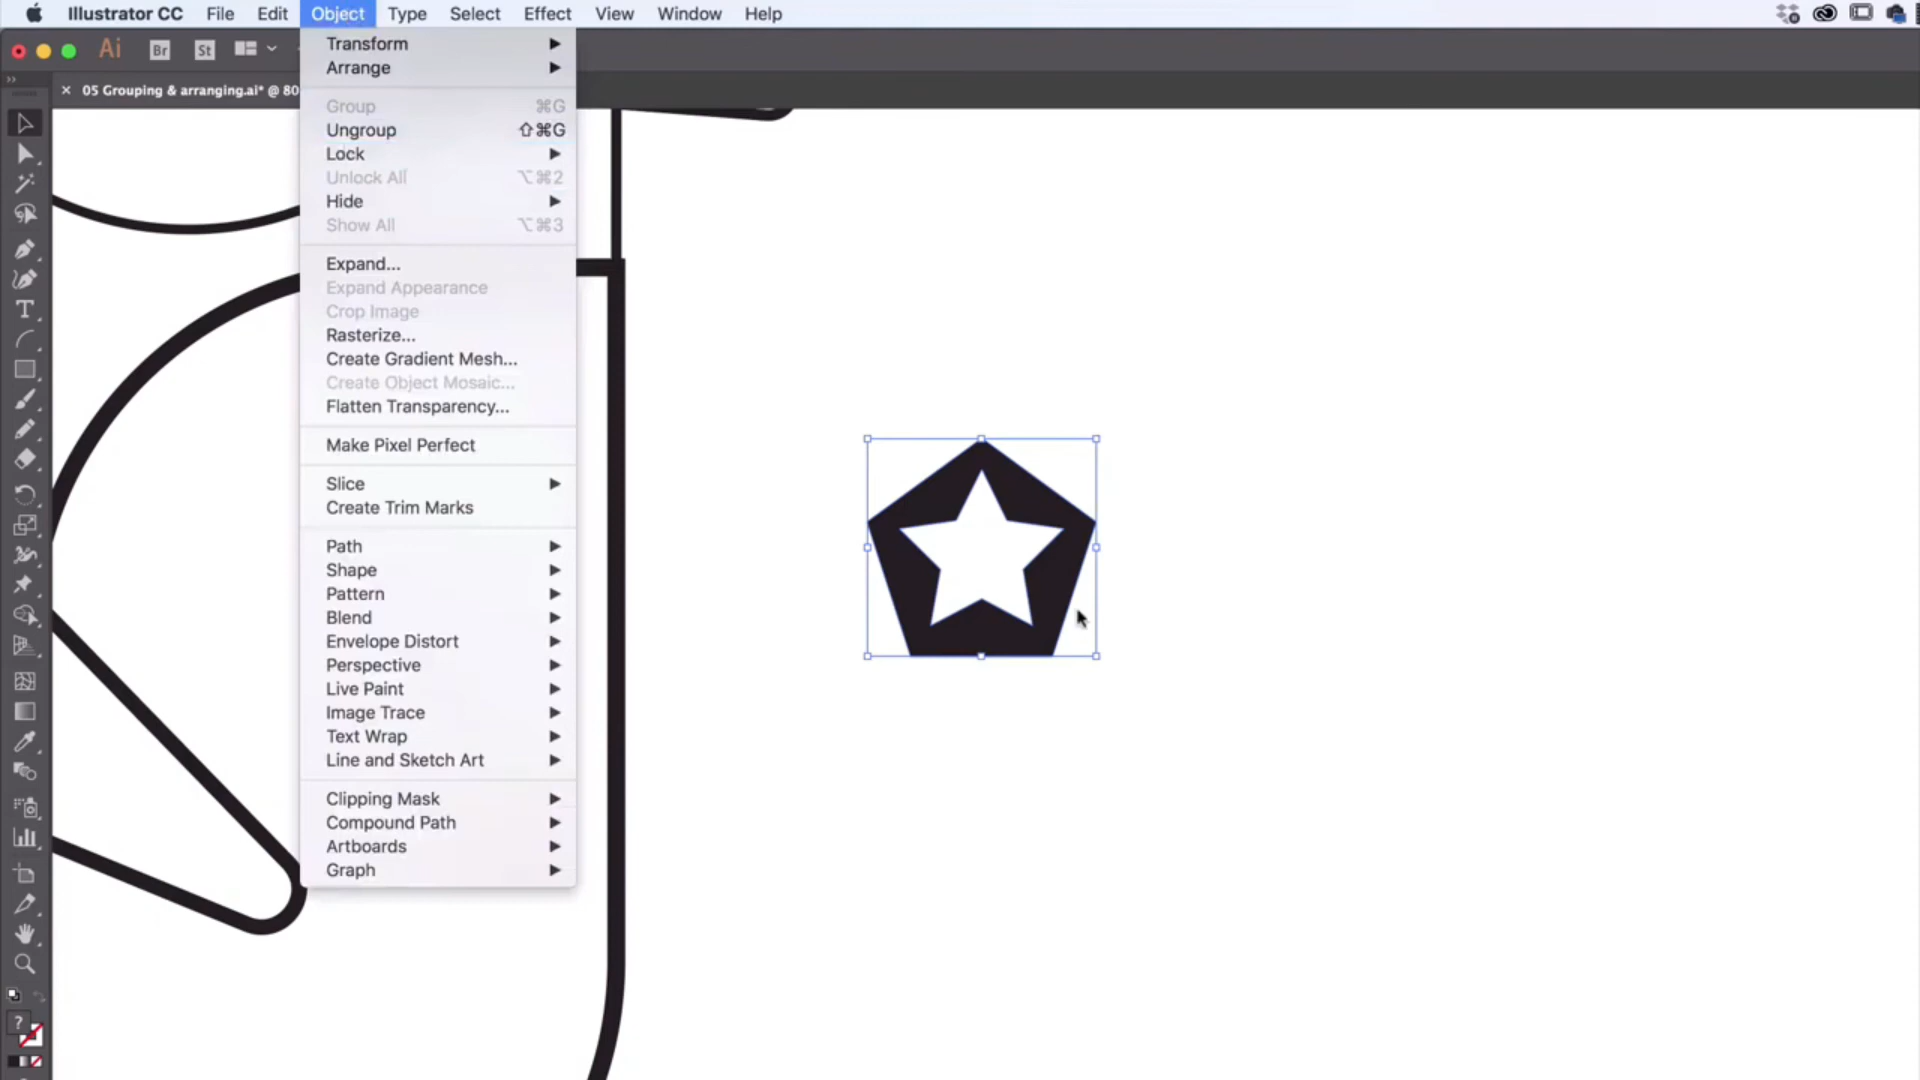 Illustrator CC File Edit Object Type Select Effect View Window Help
Ai Br St
× 05 Grouping & arranging.ai* @ 80
Transform
Arrange
Group ⌘G
Ungroup ⇧⌘G
Lock
Unlock All ⌥⌘2
Hide
Show All ⌥⌘3
Expand...
Expand Appearance
Crop Image
Rasterize...
Create Gradient Mesh...
Create Object Mosaic...
Flatten Transparency...
Make Pixel Perfect
Slice
Create Trim Marks
Path
Shape
Pattern
Blend
Envelope Distort
Perspective
Live Paint
Image Trace
Text Wrap
Line and Sketch Art
Clipping Mask
Compound Path
Artboards
Graph
?